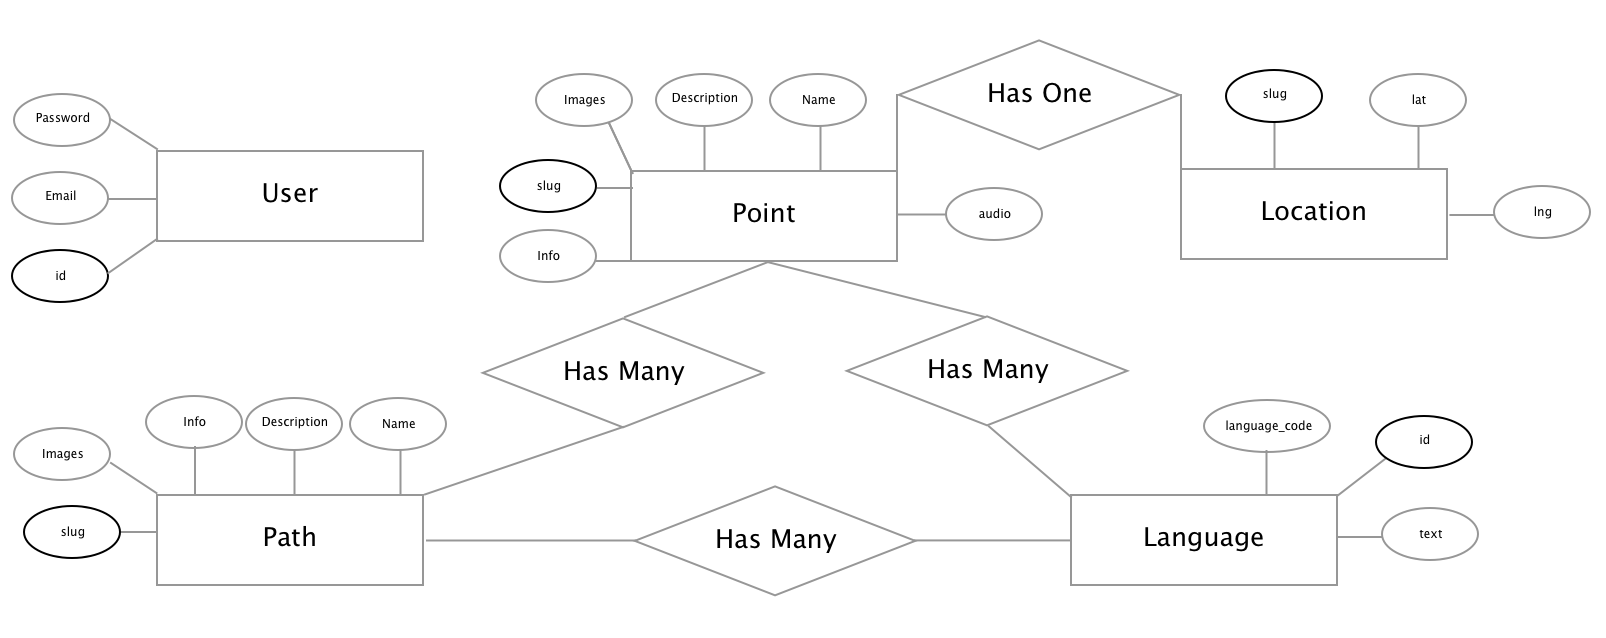 Has One
Images
Description
Name
slug
lat
Password
slug
Email
User
Point
audio
Location
lng
id
Info
Has Many
Has Many
Images
Info
Description
Name
language_code
id
slug
Path
Has Many
Language
text